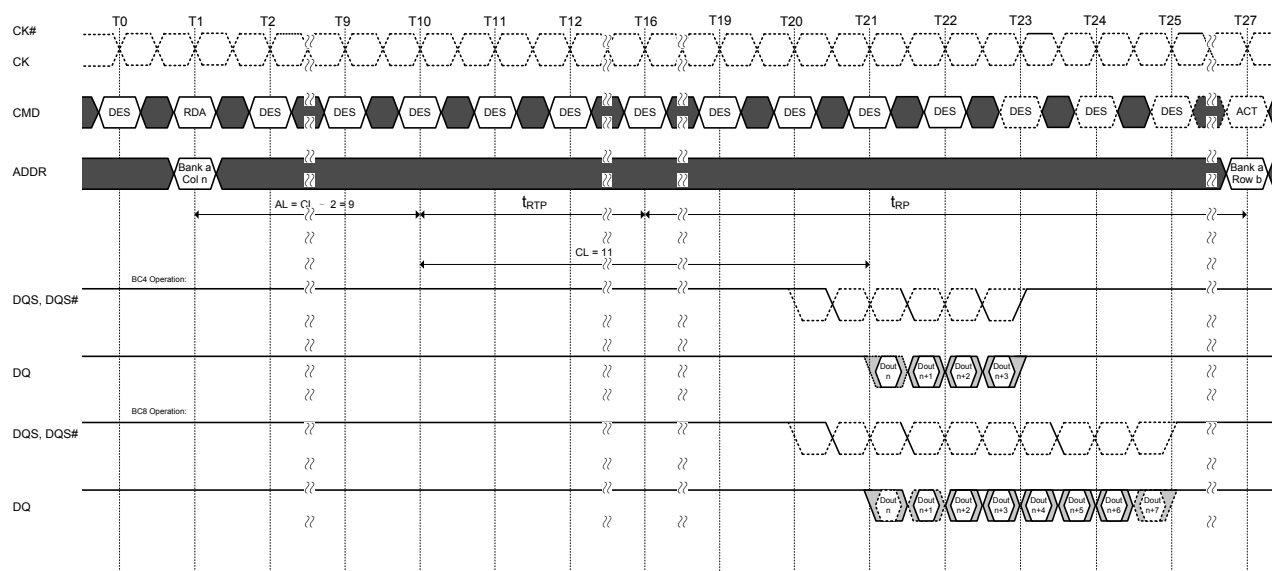 T0 T1 T2 T9 T10 T11 T12 T16 T19 T20 T21 T22 T23 T24 T25 T27
CK#
CK
CMD DES RDA DES DES DES DES DES DES DES DES DES DES DES DES DES ACT
ADDR Bank a Bank a
Col n Row b
AL = CL - 2 = 9 tRTP tRP
CL = 11
BC4 Operation:
DQS, DQS#
DQ Dout Dout Dout Dout
n n+1 n+2 n+3
BC8 Operation:
DQS, DQS#
DQ Dout Dout Dout Dout Dout Dout Dout Dout
n n+1 n+2 n+3 n+4 n+5 n+6 n+7